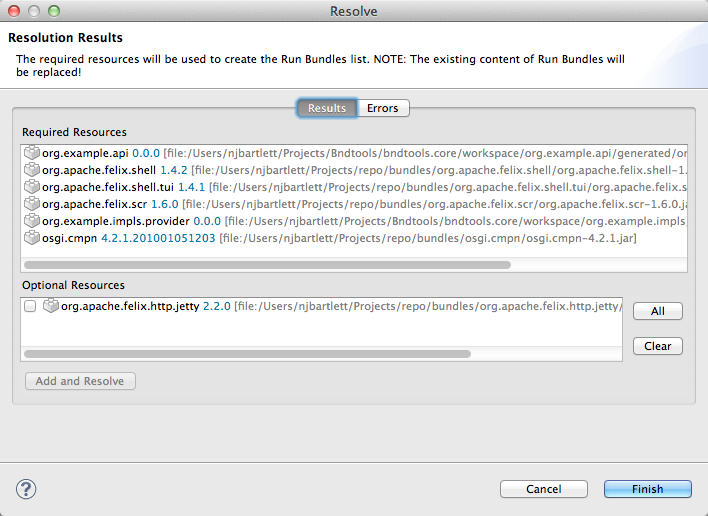 Resolve
Resolution Results
The required resources will be used to create the Run Bundles list. NOTE: The existing content of Run Bundles will
be replaced!
Results Errors
Required Resources
org.example.api 0.0.0 [file:/Users/njbartlett/Projects/Bndtools/bndtools.core/workspace/org.example.api/generated/or
org.apache.felix.shell 1.4.2 [file:/Users/njbartlett/Projects/repo/bundles/org.apache.felix.shell/org.apache.felix.shell-1.
org.apache.felix.shell.tui 1.4.1 [file:/Users/njbartlett/Projects/repo/bundles/org.apache.felix.shell.tui/org.apache.felix.s
org.apache.felix.scr 1.6.0 [file:/Users/njbartlett/Projects/repo/bundles/org.apache.felix.scr/org.apache.felix.scr-1.6.0.ja
org.example.impls.provider 0.0.0 [file:/Users/njbartlett/Projects/Bndtools/bndtools.core/workspace/org.example.impls.
osgi.cmpn 4.2.1.201001051203 [file:/Users/njbartlett/Projects/repo/bundles/osgi.cmpn/osgi.cmpn-4.2.1.jar]
Optional Resources
org.apache.felix.http.jetty 2.2.0 [file:/Users/njbartlett/Projects/repo/bundles/org.apache.felix.http.jetty/
All
Clear
Add and Resolve
?
Cancel Finish